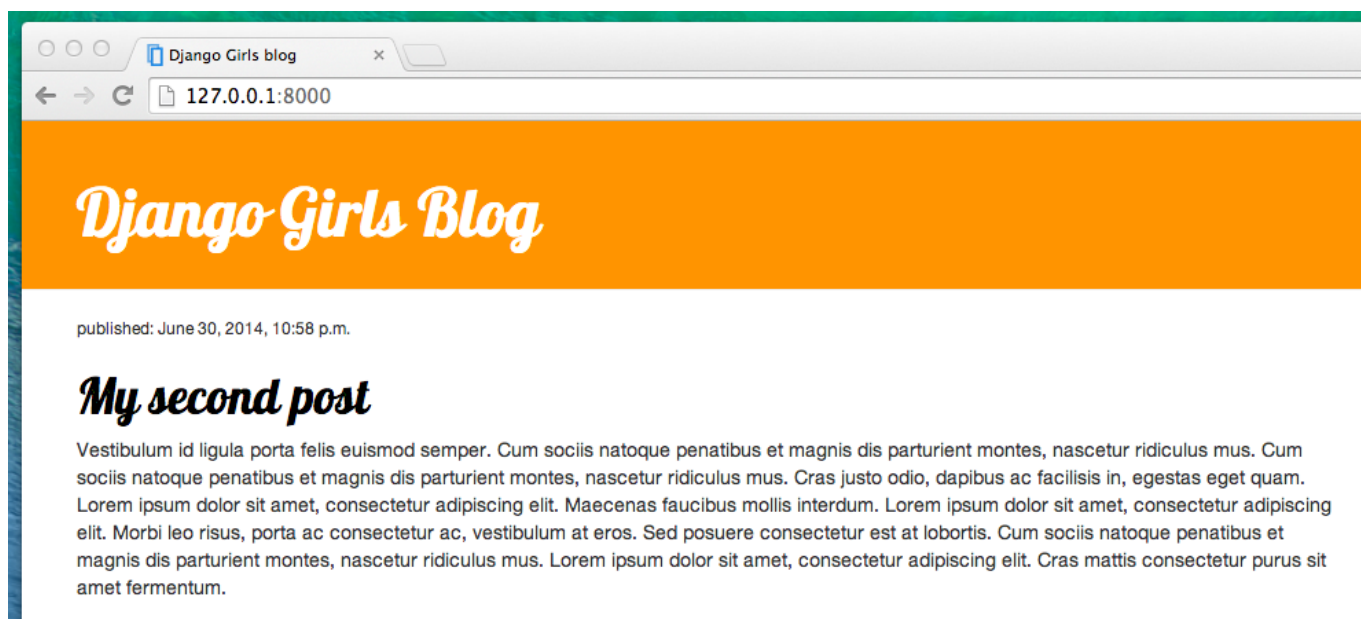 Django Girls blog
127.0.0.1:8000
Django Girls Blog
published: June 30, 2014, 10:58 p.m.
My second post
Vestibulum id ligula porta felis euismod semper. Cum sociis natoque penatibus et magnis dis parturient montes, nascetur ridiculus mus. Cum
sociis natoque penatibus et magnis dis parturient montes, nascetur ridiculus mus. Cras justo odio, dapibus ac facilisis in, egestas eget quam.
Lorem ipsum dolor sit amet, consectetur adipiscing elit. Maecenas faucibus mollis interdum. Lorem ipsum dolor sit amet, consectetur adipiscing
elit. Morbi leo risus, porta ac consectetur ac, vestibulum at eros. Sed posuere consectetur est at lobortis. Cum sociis natoque penatibus et
magnis dis parturient montes, nascetur ridiculus mus. Lorem ipsum dolor sit amet, consectetur adipiscing elit. Cras mattis consectetur purus sit
amet fermentum.